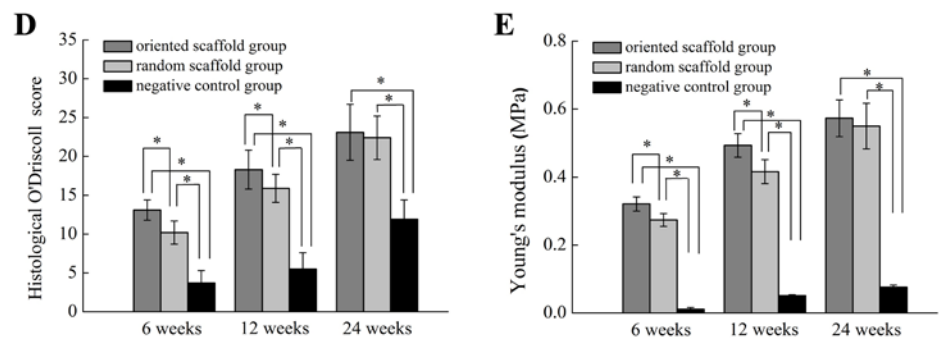 D
Histological O'Driscoll score
35
30
25
20
15
10
5
0
oriented scaffold group
random scaffold group
negative control group
* * * * * * * *
6 weeks 12 weeks 24 weeks
E
Young's modulus (MPa)
0.8
0.6
0.4
0.2
0.0
oriented scaffold group
random scaffold group
negative control group
* * * * * * * *
6 weeks 12 weeks 24 weeks